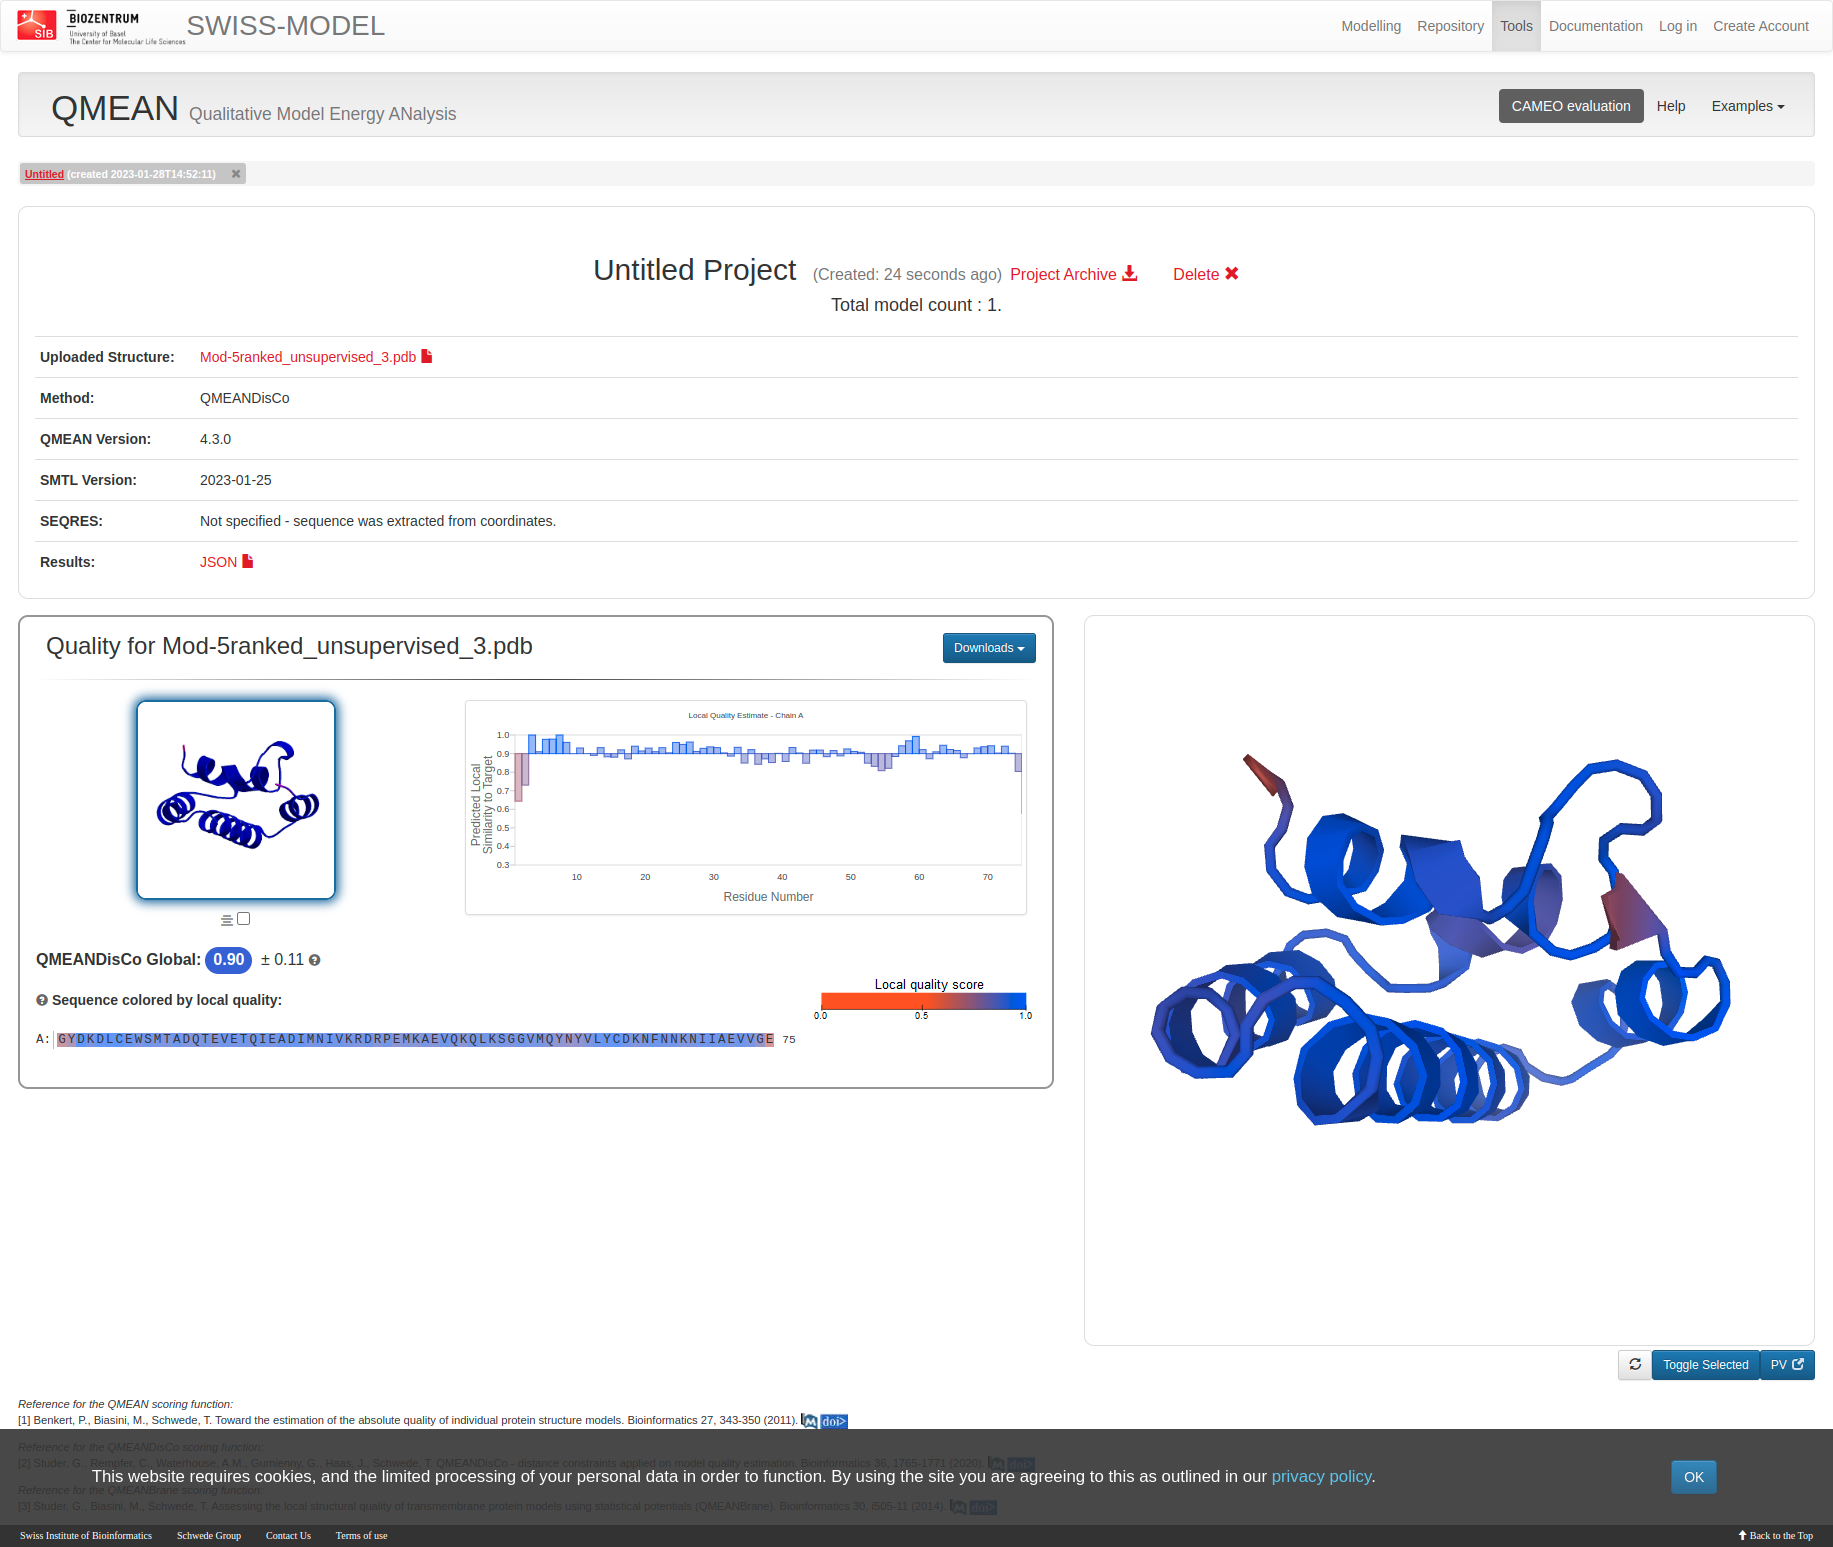 SIB
BIOZENTRUM
University of Basel
The Center for Molecular Life Sciences
SWISS-MODEL
Modelling Repository Tools Documentation Log in Create Account
QMEAN Qualitative Model Energy ANalysis
CAMEO evaluation Help Examples
Untitled (created 2023-01-28T14:52:11)
Untitled Project (Created: 24 seconds ago) Project Archive Delete
Total model count : 1.
Uploaded Structure: Mod-5ranked_unsupervised_3.pdb
Method: QMEANDisCo
QMEAN Version: 4.3.0
SMTL Version: 2023-01-25
SEQRES: Not specified - sequence was extracted from coordinates.
Results: JSON
Quality for Mod-5ranked_unsupervised_3.pdb
Downloads
Local Quality Estimate - Chain A
Predicted Local
Similarity to Target
1.0
0.9
0.8
0.7
0.6
0.5
0.4
0.3
10 20 30 40 50 60 70
Residue Number
QMEANDisCo Global: 0.90 ± 0.11
Sequence colored by local quality:
Local quality score
0.0 0.5 1.0
A: GYDKDLCEWSMTADQTEVETQIEADIMNIVKRDRPEMKAEVQKQLKSGGVMQYNYVLYCDKNFNNKNIIAEVVGE 75
Toggle Selected PV
Reference for the QMEAN scoring function:
[1] Benkert, P., Biasini, M., Schwede, T. Toward the estimation of the absolute quality of individual protein structure models. Bioinformatics 27, 343-350 (2011). doi>
Reference for the QMEANDisCo scoring function:
[2] Studer, G., Rempfer, C., Waterhouse, A.M., Gumienny, G., Haas, J., Schwede, T. QMEANDisCo - distance constraints applied on model quality estimation. Bioinformatics 36, 1765-1771 (2020). doi>
This website requires cookies, and the limited processing of your personal data in order to function. By using the site you are agreeing to this as outlined in our privacy policy.
OK
Reference for the QMEANBrane scoring function:
[3] Studer, G., Biasini, M., Schwede, T. Assessing the local structural quality of transmembrane protein models using statistical potentials (QMEANBrane). Bioinformatics 30, i505-11 (2014). doi>
Swiss Institute of Bioinformatics Schwede Group Contact Us Terms of use
Back to the Top